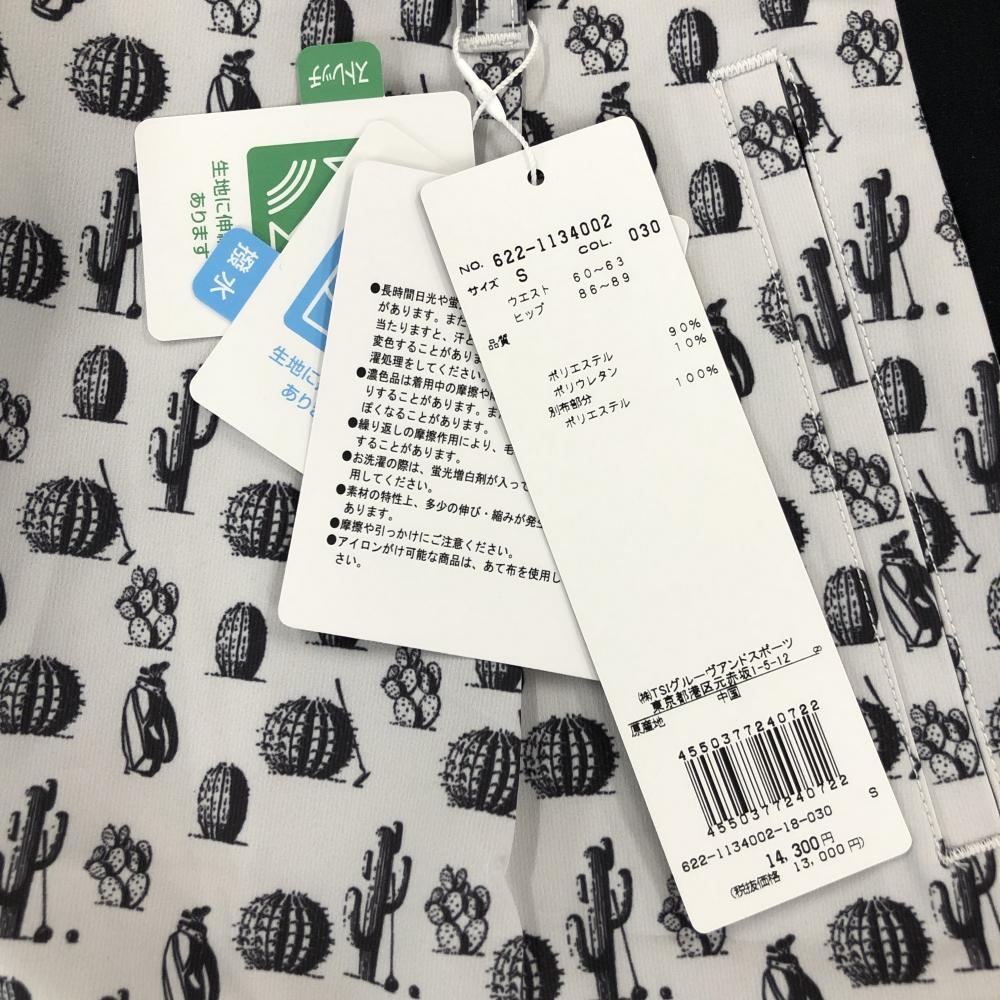 ストレッチ
生地に伸
あります
撥水
生地に
あり
●長時間日光や蛍
があります。また
当たりますと、汗と
変色することがありま
濯処理をしてください。
●濃色品は着用中の摩擦や
りすることがあります。ま
ぽくなることがあります。
●繰り返しの摩擦作用により、毛
することがあります。
●お洗濯の際は、蛍光増白剤が入って
用してください。
●素材の特性上、多少の伸び・縮みが発生
あります。
●摩擦や引っかけにご注意ください。
●アイロンがけ可能な商品は、あて布を使用し
さい。
NO. 622-1134002
サイズ S COL. 030
ウエスト 60～63
ヒップ 86～89
品質
ポリエステル 90%
ポリウレタン 10%
別布部分
ポリエステル 100%
(株)TSIグルーヴアンドスポーツ
東京都港区元赤坂1-5-12
原産地 中国
4550377240722
4550377240722
622-1134002-18-030 S
14,300円
(税抜価格 13,000円)